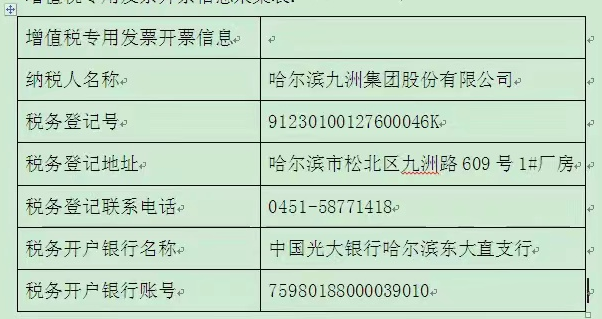 增值税专用发票开票信息
纳税人名称 哈尔滨九洲集团股份有限公司
税务登记号 91230100127600046K
税务登记地址 哈尔滨市松北区九洲路 609 号 1#厂房
税务登记联系电话 0451-58771418
税务开户银行名称 中国光大银行哈尔滨东大直支行
税务开户银行账号 75980188000039010